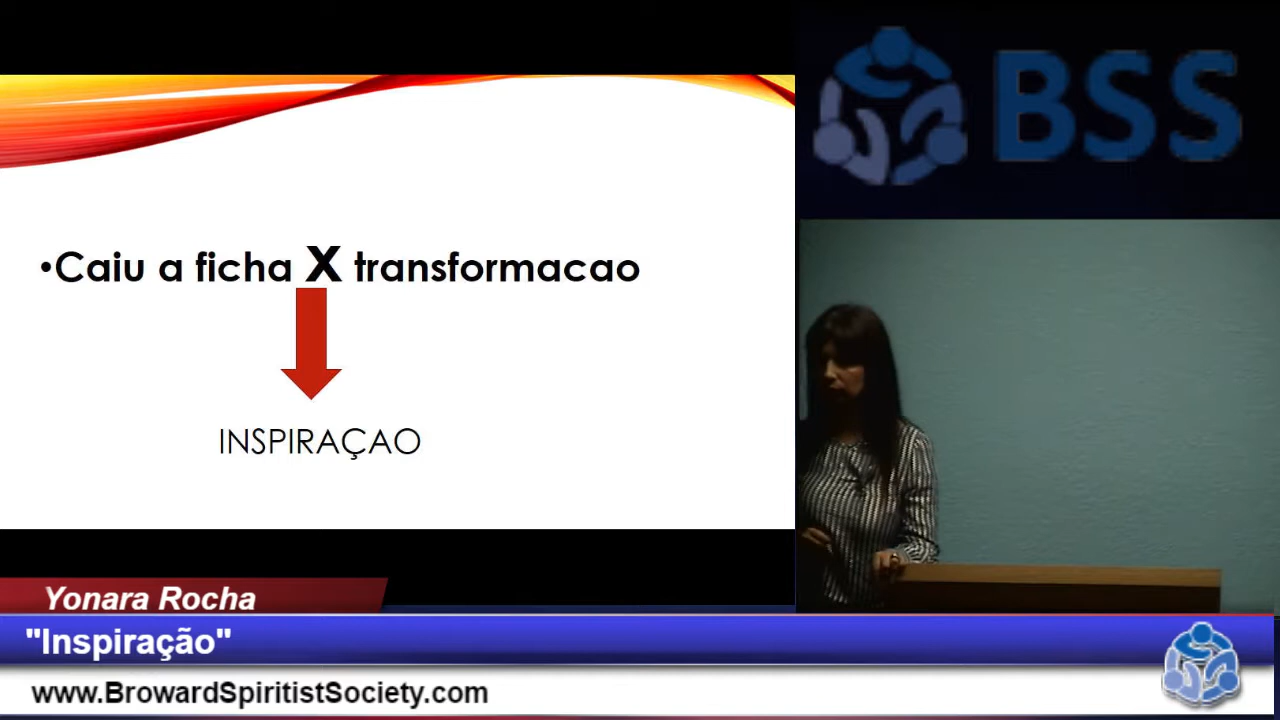 BSS
•Caiu a ficha X transformacao
INSPIRAÇAO
Yonara Rocha
"Inspiração"
www.BrowardSpiritistSociety.com